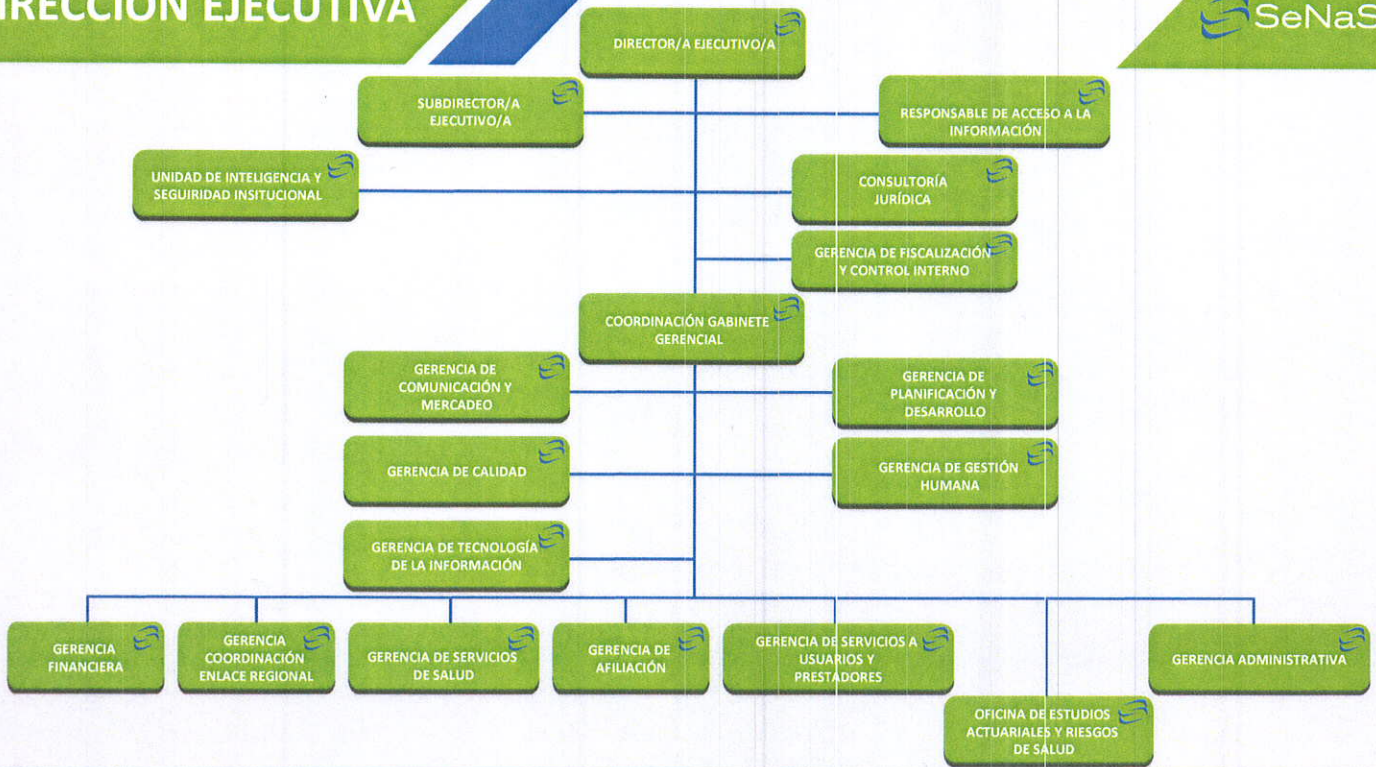 DIRECCIÓN EJECUTIVA
SeNaS
DIRECTOR/A EJECUTIVO/A
SUBDIRECTOR/A
EJECUTIVO/A
RESPONSABLE DE ACCESO A LA
INFORMACIÓN
UNIDAD DE INTELIGENCIA Y
SEGUIRIDAD INSITUCIONAL
CONSULTORÍA
JURÍDICA
GERENCIA DE FISCALIZACIÓN
Y CONTROL INTERNO
COORDINACIÓN GABINETE
GERENCIAL
GERENCIA DE
COMUNICACIÓN Y
MERCADEO
GERENCIA DE
PLANIFICACIÓN Y
DESARROLLO
GERENCIA DE CALIDAD
GERENCIA DE GESTIÓN
HUMANA
GERENCIA DE TECNOLOGÍA
DE LA INFORMACIÓN
GERENCIA
FINANCIERA
GERENCIA
COORDINACIÓN
ENLACE REGIONAL
GERENCIA DE SERVICIOS
DE SALUD
GERENCIA DE
AFILIACIÓN
GERENCIA DE SERVICIOS A
USUARIOS Y
PRESTADORES
OFICINA DE ESTUDIOS
ACTUARIALES Y RIESGOS
DE SALUD
GERENCIA ADMINISTRATIVA